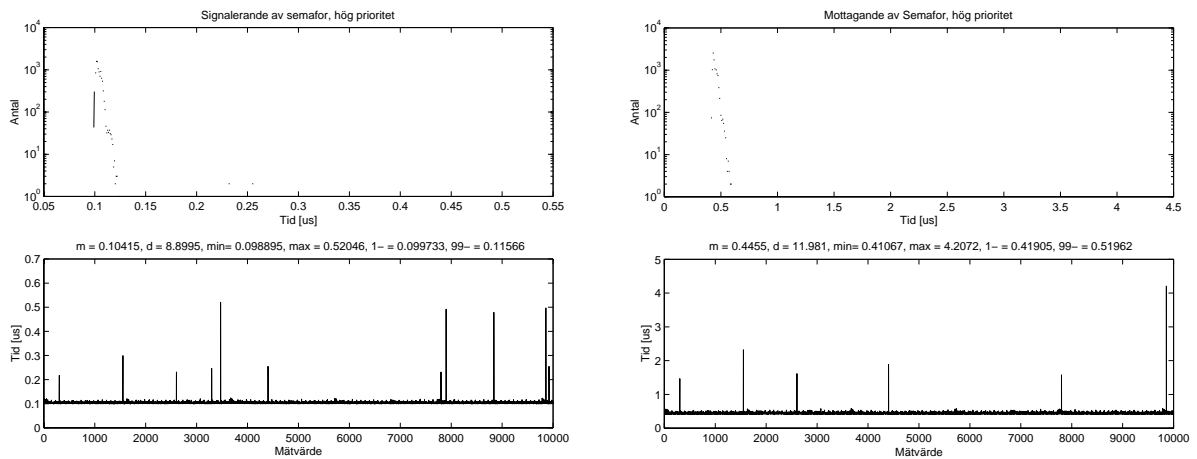 Signalerande av semafor, hög prioritet
10^4
10^3
10^2
10^1
10^0
Antal
0.05 0.1 0.15 0.2 0.25 0.3 0.35 0.4 0.45 0.5 0.55
Tid [us]
m = 0.10415, d = 8.8995, min= 0.098895, max = 0.52046, 1− = 0.099733, 99− = 0.11566
0.7
0.6
0.5
0.4
0.3
0.2
0.1
0
Tid [us]
0 1000 2000 3000 4000 5000 6000 7000 8000 9000 10000
Mätvärde
Mottagande av Semafor, hög prioritet
10^4
10^3
10^2
10^1
10^0
Antal
0 0.5 1 1.5 2 2.5 3 3.5 4 4.5
Tid [us]
m = 0.4455, d = 11.981, min= 0.41067, max = 4.2072, 1− = 0.41905, 99− = 0.51962
5
4
3
2
1
0
Tid [us]
0 1000 2000 3000 4000 5000 6000 7000 8000 9000 10000
Mätvärde